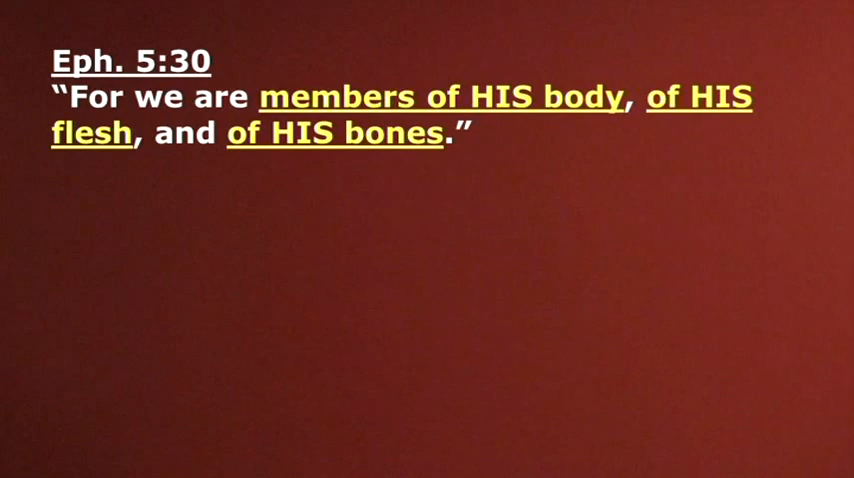 Eph. 5:30
“For we are members of HIS body, of HIS
flesh, and of HIS bones.”